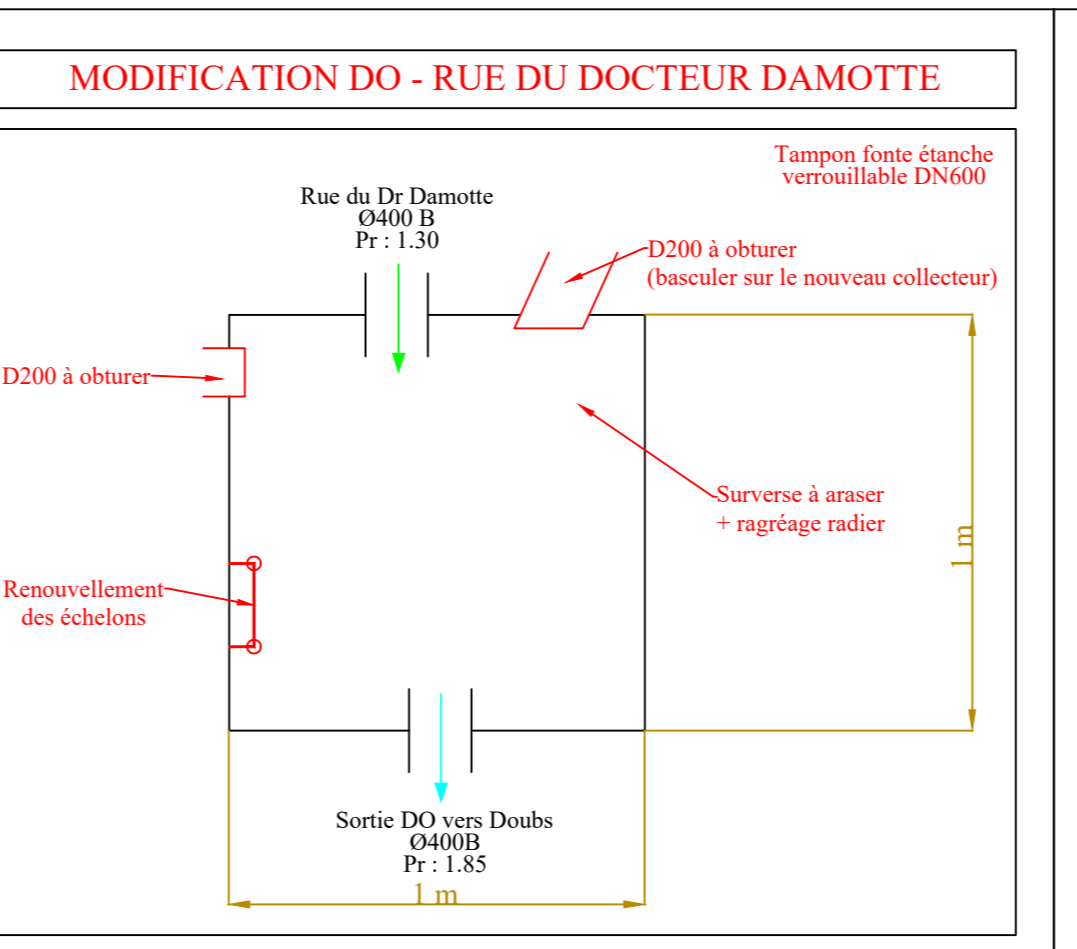 MODIFICATION DO - RUE DU DOCTEUR DAMOTTE
Tampon fonte étanche
verrouillable DN600
Rue du Dr Damotte
Ø400 B
Pr : 1.30
D200 à obturer
(basculer sur le nouveau collecteur)
D200 à obturer
Surverse à araser
+ ragréage radier
1 m
Renouvellement
des échelons
Sortie DO vers Doubs
Ø400B
Pr : 1.85
1 m